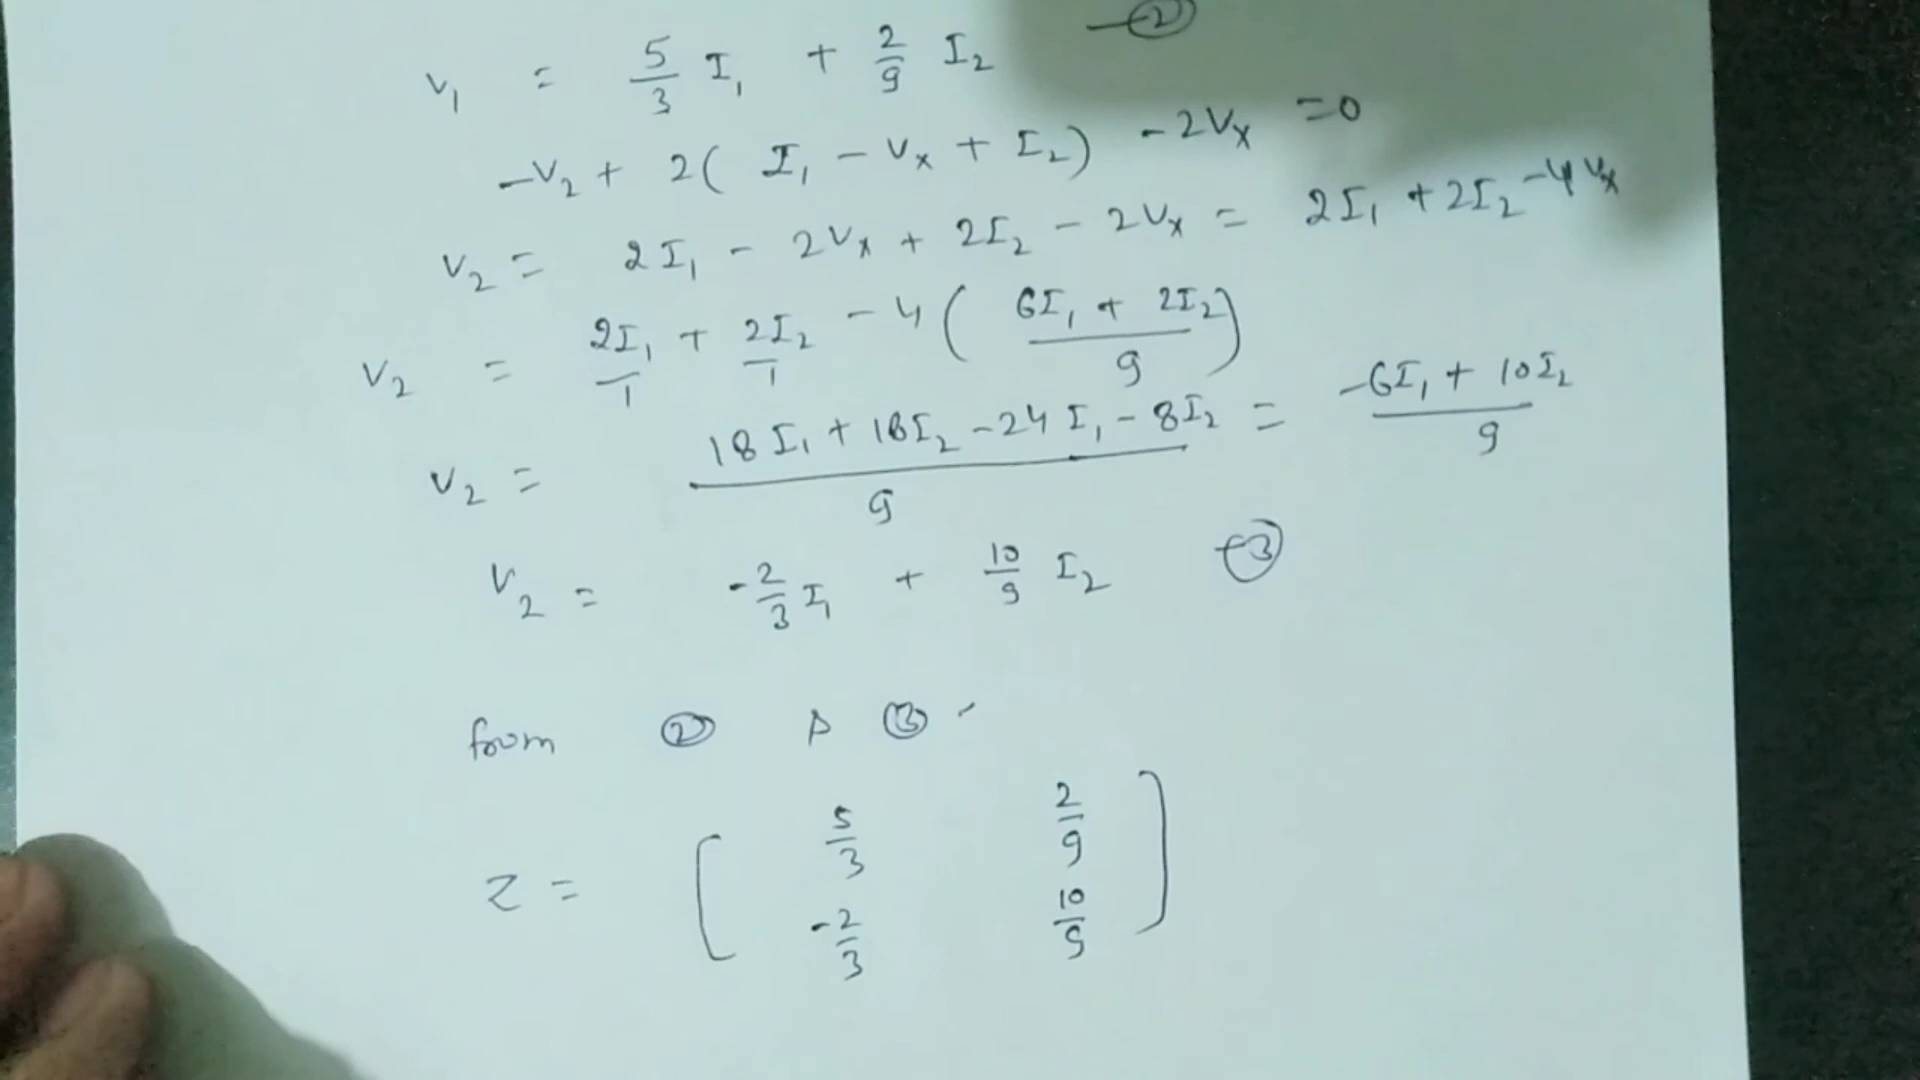 V₁ = 5/3 I₁ + 2/9 I₂ —②
-V₂ + 2( I₁ - Vx + I₂) - 2Vx = 0
V₂ = 2I₁ - 2Vx + 2I₂ - 2Vx = 2I₁ + 2I₂ - 4Vx
V₂ = 2I₁/1 + 2I₂/1 - 4( (6I₁ + 2I₂)/9 )
V₂ = (18I₁ + 18I₂ - 24I₁ - 8I₂)/9 = (-6I₁ + 10I₂)/9
V₂ = -2/3 I₁ + 10/9 I₂ —③
from ② & ③ -
Z = [ 5/3 2/9
-2/3 10/9 ]